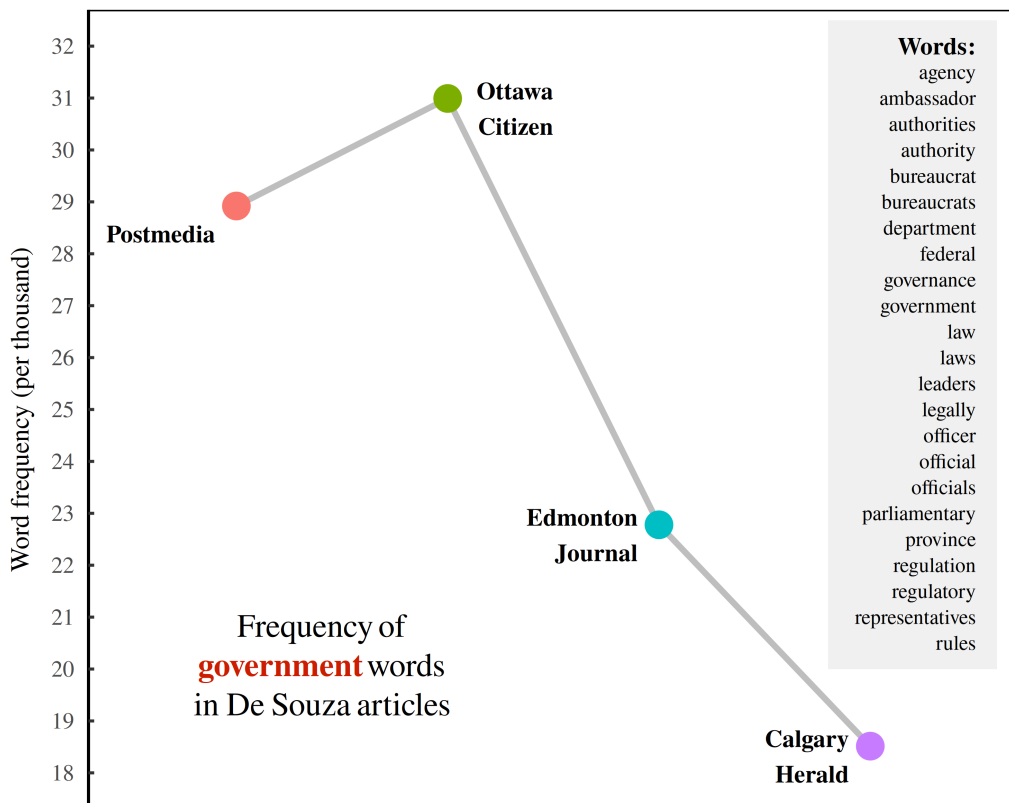 32
31
30
29
28
27
26
25
24
23
22
21
20
19
18
Word frequency (per thousand)
Postmedia
Ottawa
Citizen
Edmonton
Journal
Calgary
Herald
Frequency of
government words
in De Souza articles
Words:
agency
ambassador
authorities
authority
bureaucrat
bureaucrats
department
federal
governance
government
law
laws
leaders
legally
officer
official
officials
parliamentary
province
regulation
regulatory
representatives
rules